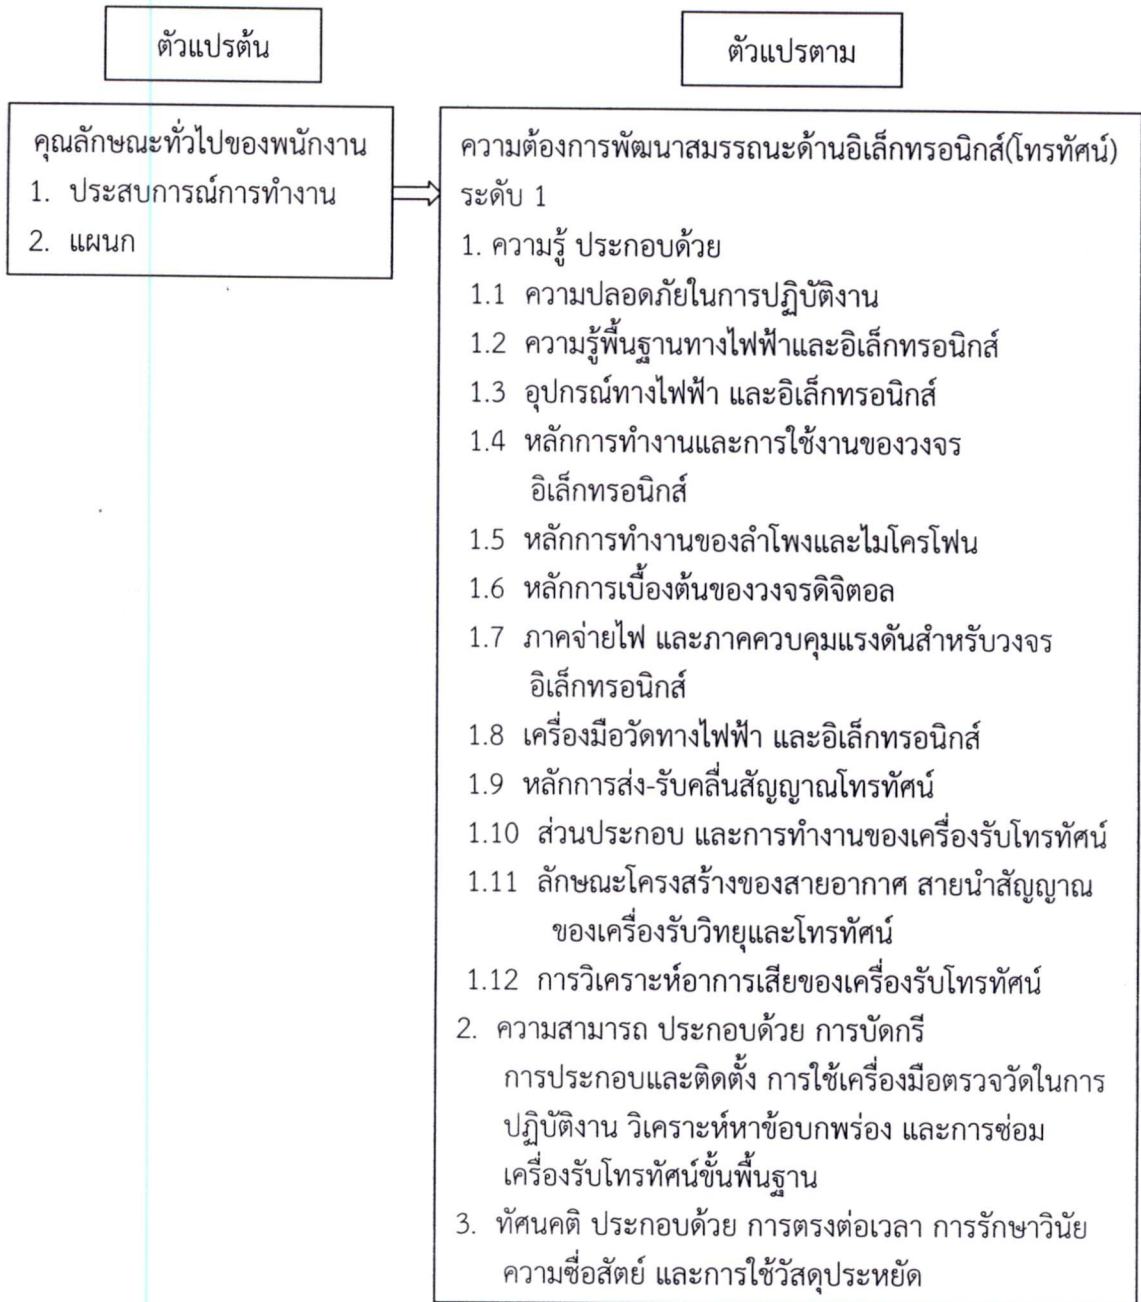 ตัวแปรต้น
ตัวแปรตาม
คุณลักษณะทั่วไปของพนักงาน
1. ประสบการณ์การทำงาน
2. แผนก
ความต้องการพัฒนาสมรรถนะด้านอิเล็กทรอนิกส์(โทรทัศน์)
ระดับ 1
1. ความรู้ ประกอบด้วย
1.1 ความปลอดภัยในการปฏิบัติงาน
1.2 ความรู้พื้นฐานทางไฟฟ้าและอิเล็กทรอนิกส์
1.3 อุปกรณ์ทางไฟฟ้า และอิเล็กทรอนิกส์
1.4 หลักการทำงานและการใช้งานของวงจร
อิเล็กทรอนิกส์
1.5 หลักการทำงานของลำโพงและไมโครโฟน
1.6 หลักการเบื้องต้นของวงจรดิจิตอล
1.7 ภาคจ่ายไฟ และภาคควบคุมแรงดันสำหรับวงจร
อิเล็กทรอนิกส์
1.8 เครื่องมือวัดทางไฟฟ้า และอิเล็กทรอนิกส์
1.9 หลักการส่ง-รับคลื่นสัญญาณโทรทัศน์
1.10 ส่วนประกอบ และการทำงานของเครื่องรับโทรทัศน์
1.11 ลักษณะโครงสร้างของสายอากาศ สายนำสัญญาณ
ของเครื่องรับวิทยุและโทรทัศน์
1.12 การวิเคราะห์อาการเสียของเครื่องรับโทรทัศน์
2. ความสามารถ ประกอบด้วย การบัดกรี
การประกอบและติดตั้ง การใช้เครื่องมือตรวจวัดในการ
ปฏิบัติงาน วิเคราะห์หาข้อบกพร่อง และการซ่อม
เครื่องรับโทรทัศน์ขั้นพื้นฐาน
3. ทัศนคติ ประกอบด้วย การตรงต่อเวลา การรักษาวินัย
ความซื่อสัตย์ และการใช้วัสดุประหยัด